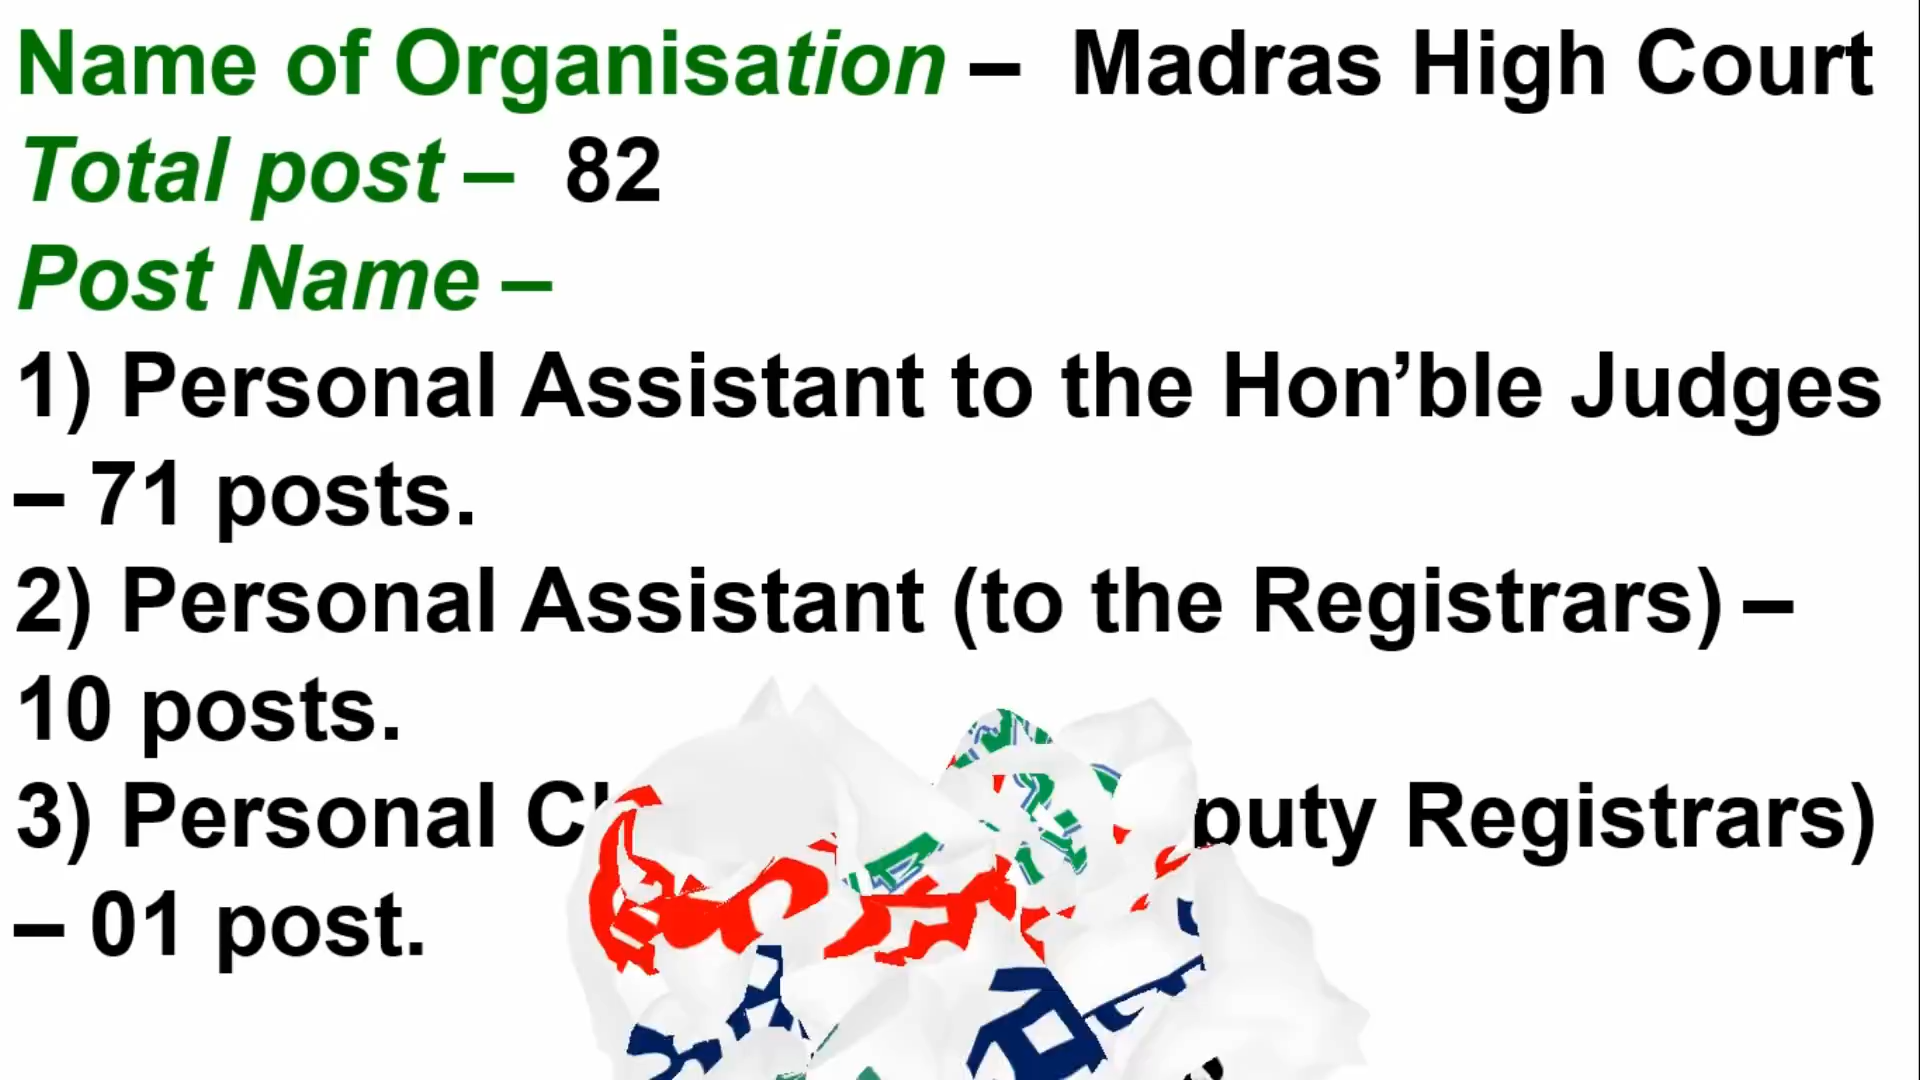 Name of Organisation – Madras High Court
Total post – 82
Post Name –
1) Personal Assistant to the Hon’ble Judges
– 71 posts.
2) Personal Assistant (to the Registrars) –
10 posts.
3) Personal Registrars)
– 01 post.